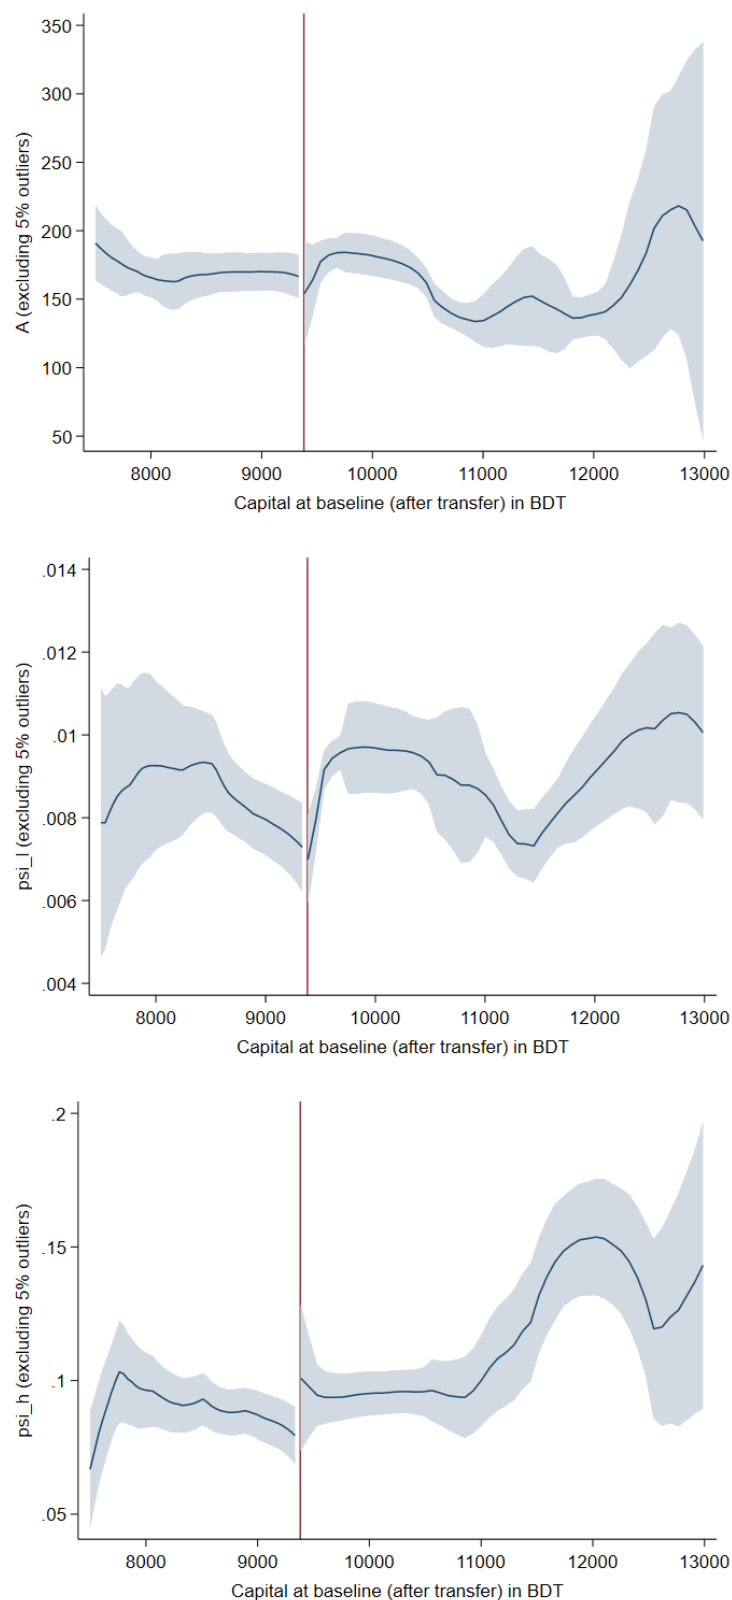 350
300
250
200
150
100
50
A (excluding 5% outliers)
8000 9000 10000 11000 12000 13000
Capital at baseline (after transfer) in BDT
.014
.012
.01
.008
.006
.004
psi_l (excluding 5% outliers)
8000 9000 10000 11000 12000 13000
Capital at baseline (after transfer) in BDT
.2
.15
.1
.05
psi_h (excluding 5% outliers)
8000 9000 10000 11000 12000 13000
Capital at baseline (after transfer) in BDT